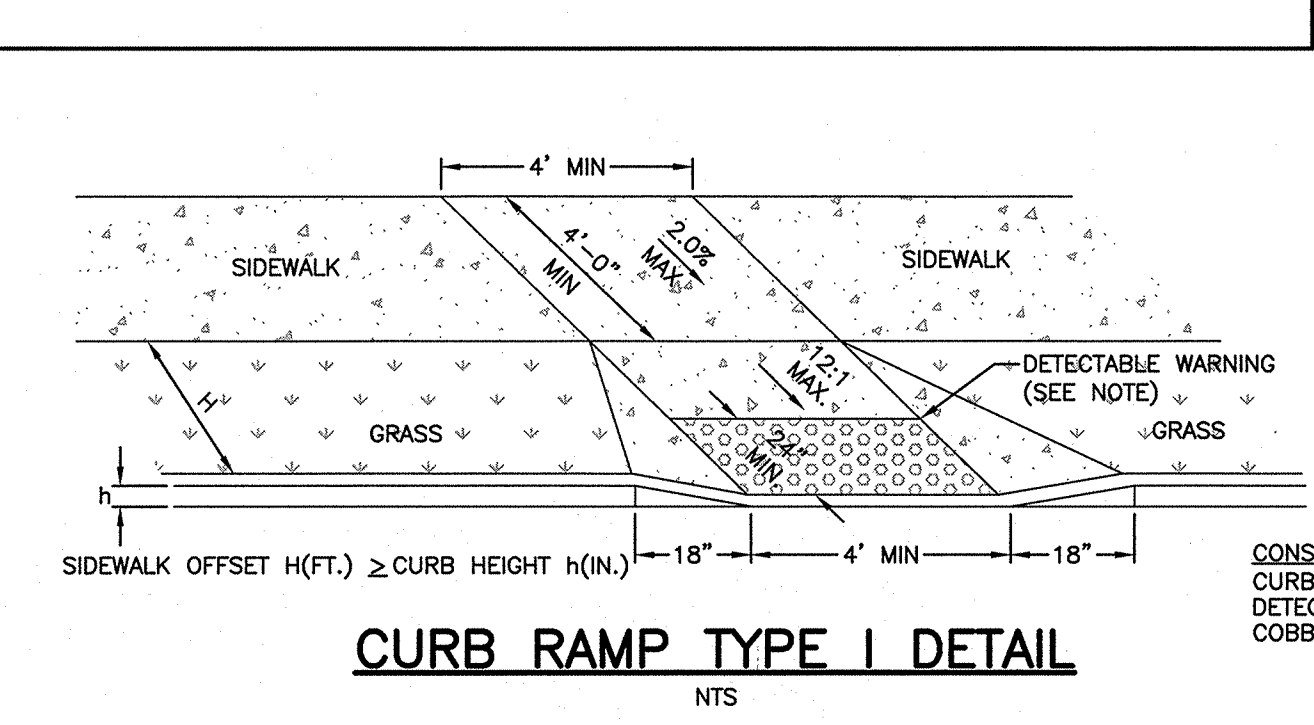 4' MIN
SIDEWALK
4'-0"
MIN
2.0%
MAX.
SIDEWALK
H
GRASS
12:1
MAX.
DETECTABLE WARNING
(SEE NOTE)
24"
MIN.
GRASS
h
SIDEWALK OFFSET H(FT.) ≥ CURB HEIGHT h(IN.)
18"
4' MIN
18"
CONS
CURB
DETEC
COBB
CURB RAMP TYPE I DETAIL
NTS